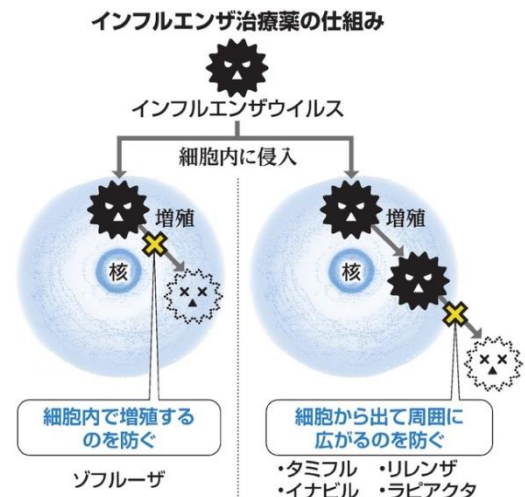 インフルエンザ治療薬の仕組み
インフルエンザウイルス
細胞内に侵入
増殖
核
細胞内で増殖する
のを防ぐ
ゾフルーザ
増殖
核
細胞から出て周囲に
広がるのを防ぐ
・タミフル ・リレンザ
・イナビル ・ラピアクタ